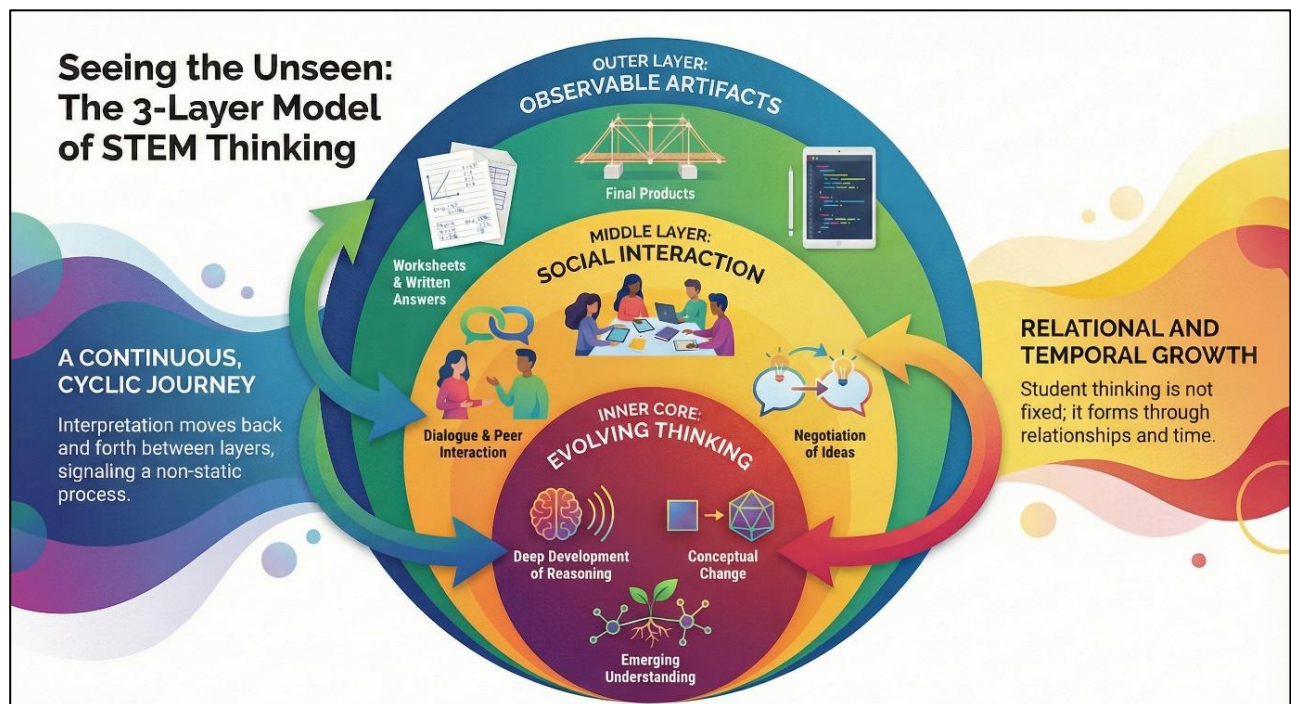 Seeing the Unseen:
The 3-Layer Model
of STEM Thinking
OUTER LAYER:
OBSERVABLE ARTIFACTS
Final Products
Worksheets
& Written
Answers
MIDDLE LAYER:
SOCIAL INTERACTION
Dialogue & Peer
Interaction
Negotiation
of Ideas
INNER CORE:
EVOLVING THINKING
Deep Development
of Reasoning
Conceptual
Change
Emerging
Understanding
A CONTINUOUS,
CYCLIC JOURNEY
Interpretation moves back
and forth between layers,
signaling a non-static
process.
RELATIONAL AND
TEMPORAL GROWTH
Student thinking is not
fixed; it forms through
relationships and time.